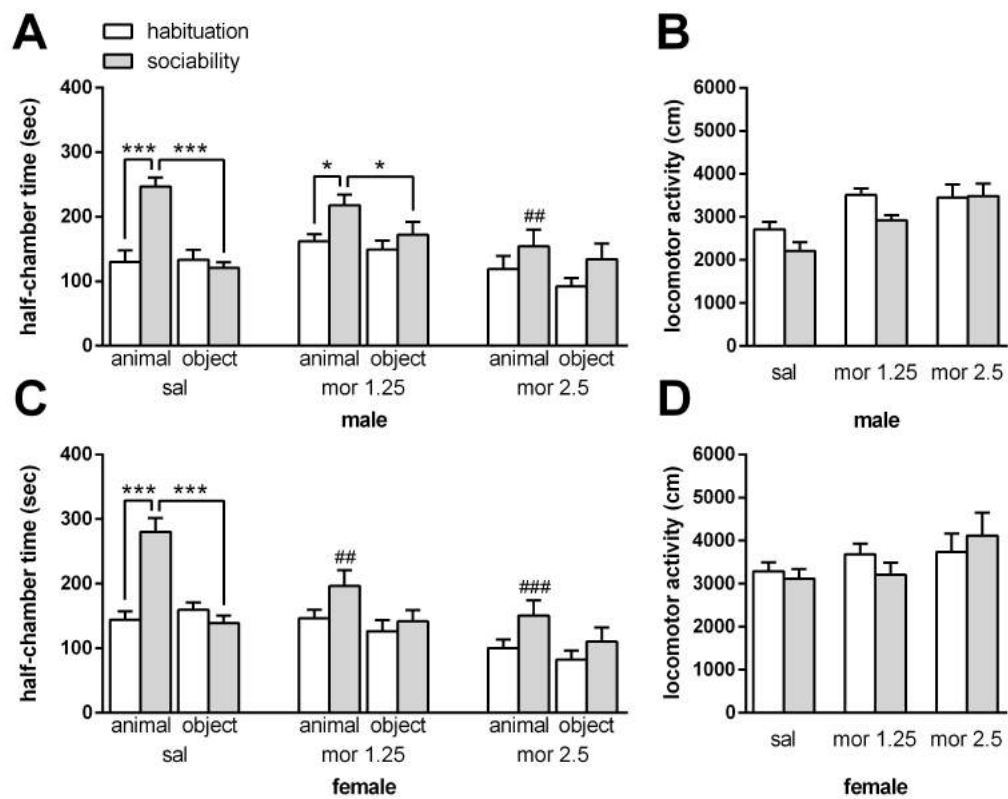 A
habituation
sociability
half-chamber time (sec)
400
300
200
100
0
*** ***
* *
##
animal object animal object animal object
sal mor 1.25 mor 2.5
male
B
locomotor activity (cm)
6000
5000
4000
3000
2000
1000
0
sal mor 1.25 mor 2.5
male
C
half-chamber time (sec)
400
300
200
100
0
*** ***
##
###
animal object animal object animal object
sal mor 1.25 mor 2.5
female
D
locomotor activity (cm)
6000
5000
4000
3000
2000
1000
0
sal mor 1.25 mor 2.5
female